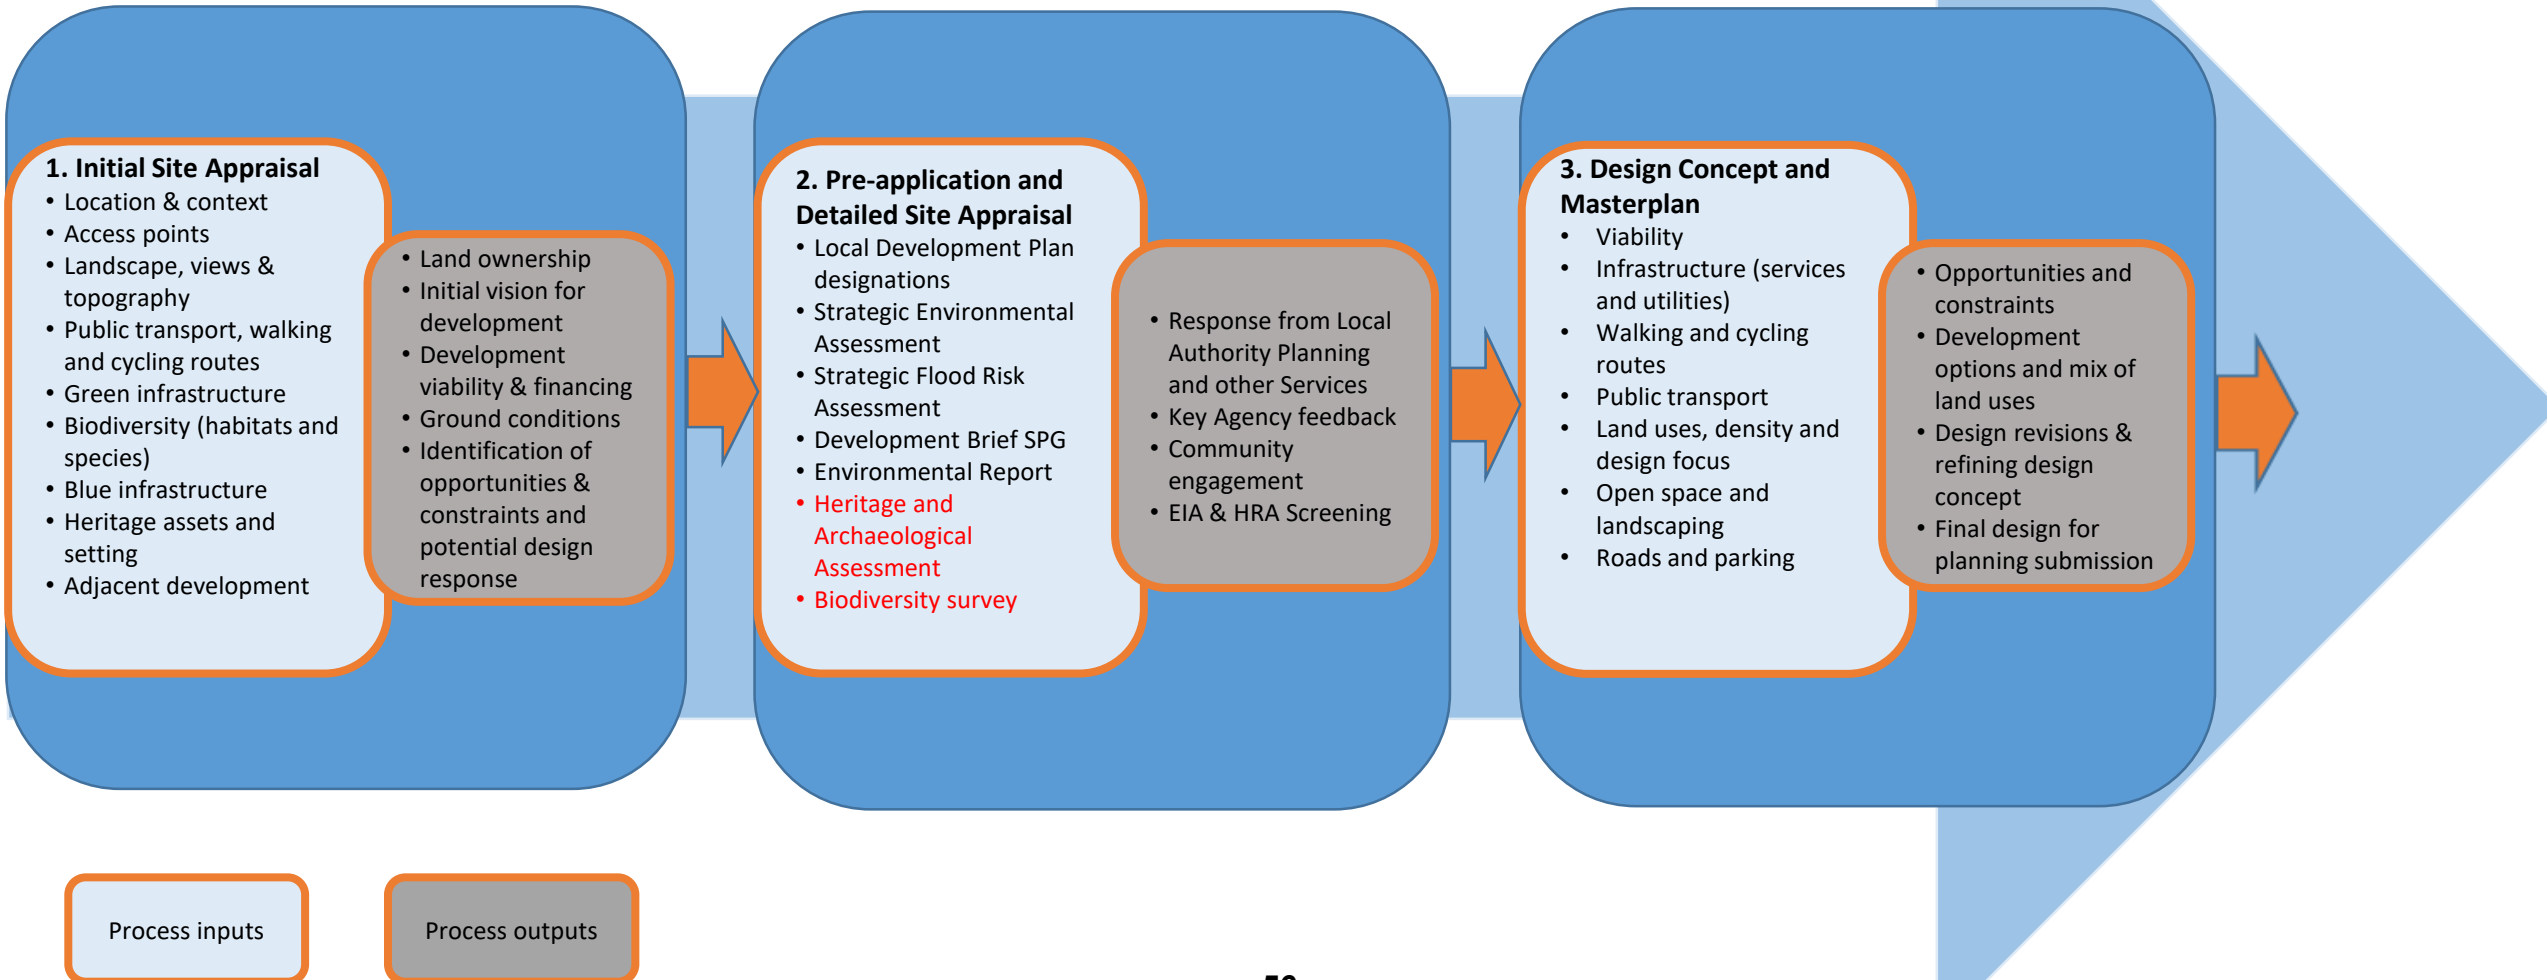 1. Initial Site Appraisal
• Location & context
• Access points
• Landscape, views &
topography
• Public transport, walking
and cycling routes
• Green infrastructure
• Biodiversity (habitats and
species)
• Blue infrastructure
• Heritage assets and
setting
• Adjacent development
• Land ownership
• Initial vision for
development
• Development
viability & financing
• Ground conditions
• Identification of
opportunities &
constraints and
potential design
response
2. Pre-application and
Detailed Site Appraisal
• Local Development Plan
designations
• Strategic Environmental
Assessment
• Strategic Flood Risk
Assessment
• Development Brief SPG
• Environmental Report
• Heritage and
Archaeological
Assessment
• Biodiversity survey
• Response from Local
Authority Planning
and other Services
• Key Agency feedback
• Community
engagement
• EIA & HRA Screening
3. Design Concept and
Masterplan
• Viability
• Infrastructure (services
and utilities)
• Walking and cycling
routes
• Public transport
• Land uses, density and
design focus
• Open space and
landscaping
• Roads and parking
• Opportunities and
constraints
• Development
options and mix of
land uses
• Design revisions &
refining design
concept
• Final design for
planning submission
Process inputs
Process outputs